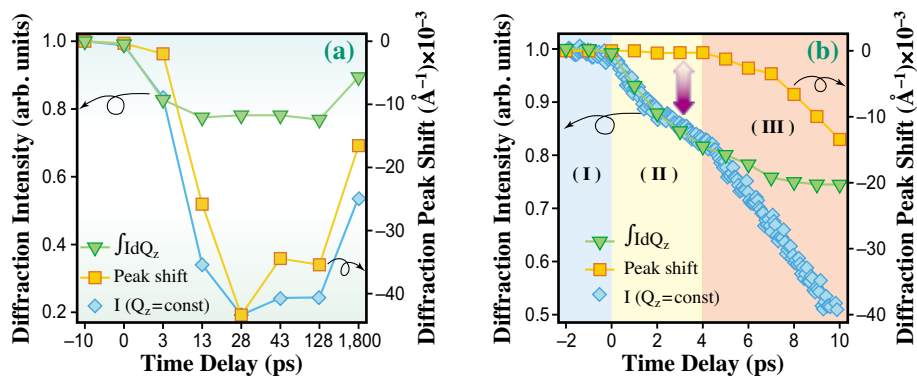 (a)
Diffraction Intensity (arb. units)
1.0
0.8
0.6
0.4
0.2
∫IdQz
Peak shift
I (Qz=const)
−10
0
3
13
28
43
128
1,800
Time Delay (ps)
0
−10
−20
−30
−40
Diffraction Peak Shift (Å⁻¹)×10⁻³
(b)
Diffraction Intensity (arb. units)
1.0
0.9
0.8
0.7
0.6
0.5
( I )
( II )
( III )
∫IdQz
Peak shift
I (Qz=const)
−2
0
2
4
6
8
10
Time Delay (ps)
0
−10
−20
−30
−40
Diffraction Peak Shift (Å⁻¹)×10⁻³